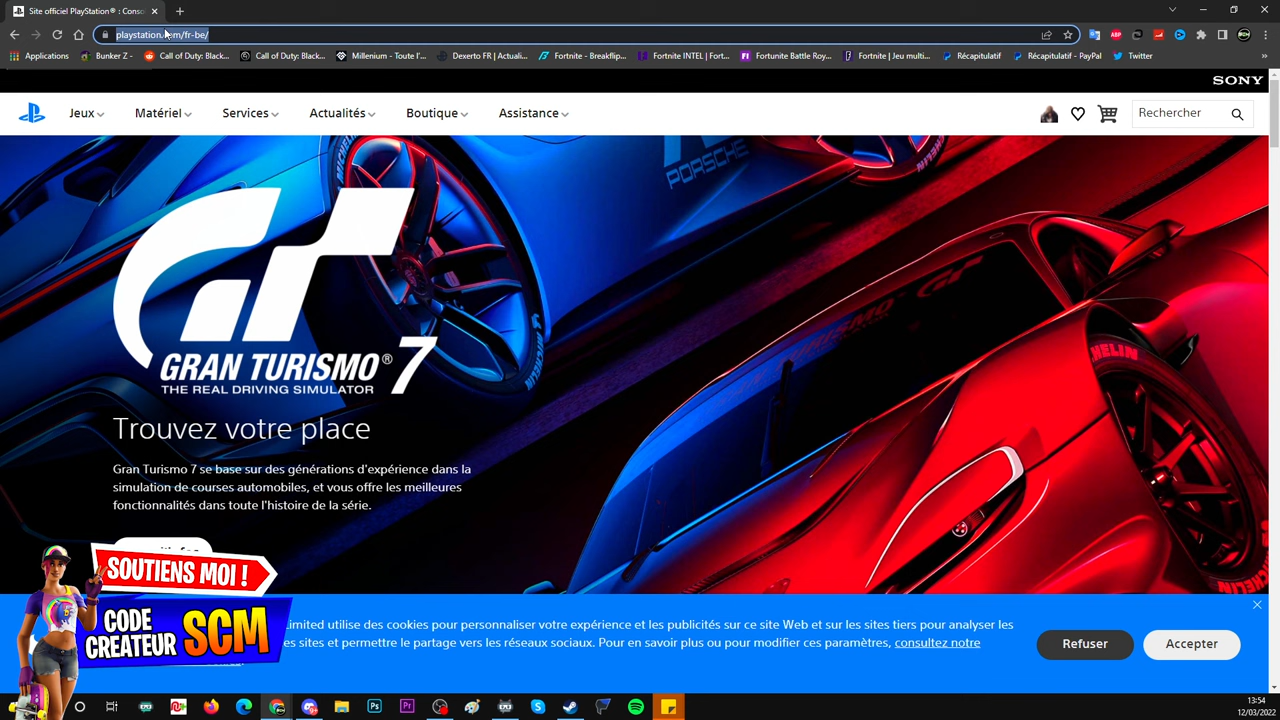 Site officiel PlayStation® : Conso
playstation.com/fr-be/
Applications
Bunker Z -
Call of Duty: Black...
Call of Duty: Black...
Millenium - Toute l'...
Dexerto FR | Actuali...
Fortnite - Breakflip...
Fortnite INTEL | Fort...
Fortunite Battle Roy...
Fortnite | Jeu multi...
Récapitulatif
Récapitulatif - PayPal
Twitter
»
SONY
Jeux
Matériel
Services
Actualités
Boutique
Assistance
Rechercher
PORSCHE
MICHELIN
GT
GRAN TURISMO® 7
THE REAL DRIVING SIMULATOR
Trouvez votre place
Gran Turismo 7 se base sur des générations d'expérience dans la
simulation de courses automobiles, et vous offre les meilleures
fonctionnalités dans toute l'histoire de la série.
SOUTIENS MOI !
CODE
CREATEUR SCM
Limited utilise des cookies pour personnaliser votre expérience et les publicités sur ce site Web et sur les sites tiers pour analyser les
es sites et permettre le partage vers les réseaux sociaux. Pour en savoir plus ou pour modifier ces paramètres, consultez notre
Refuser
Accepter
13:54
12/03/2022